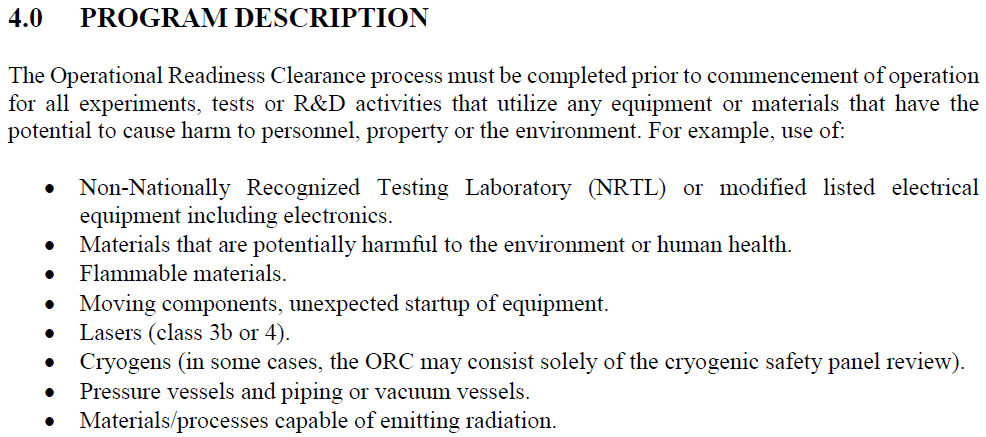 4.0 PROGRAM DESCRIPTION
The Operational Readiness Clearance process must be completed prior to commencement of operation
for all experiments, tests or R&D activities that utilize any equipment or materials that have the
potential to cause harm to personnel, property or the environment. For example, use of:
• Non-Nationally Recognized Testing Laboratory (NRTL) or modified listed electrical
equipment including electronics.
• Materials that are potentially harmful to the environment or human health.
• Flammable materials.
• Moving components, unexpected startup of equipment.
• Lasers (class 3b or 4).
• Cryogens (in some cases, the ORC may consist solely of the cryogenic safety panel review).
• Pressure vessels and piping or vacuum vessels.
• Materials/processes capable of emitting radiation.